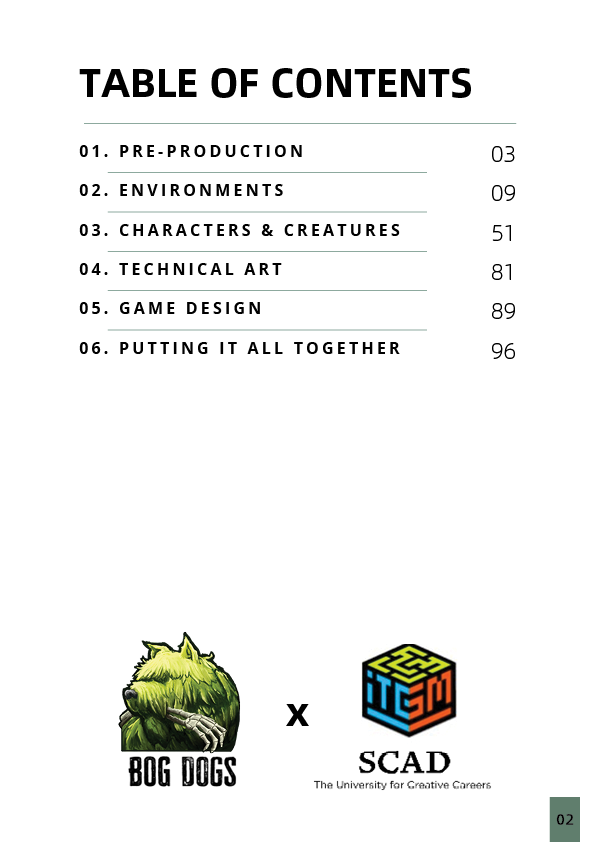 TABLE OF CONTENTS
01. PRE-PRODUCTION 03
02. ENVIRONMENTS 09
03. CHARACTERS & CREATURES 51
04. TECHNICAL ART 81
05. GAME DESIGN 89
06. PUTTING IT ALL TOGETHER 96
BOG DOGS
X
iTGM
SCAD
The University for Creative Careers
02